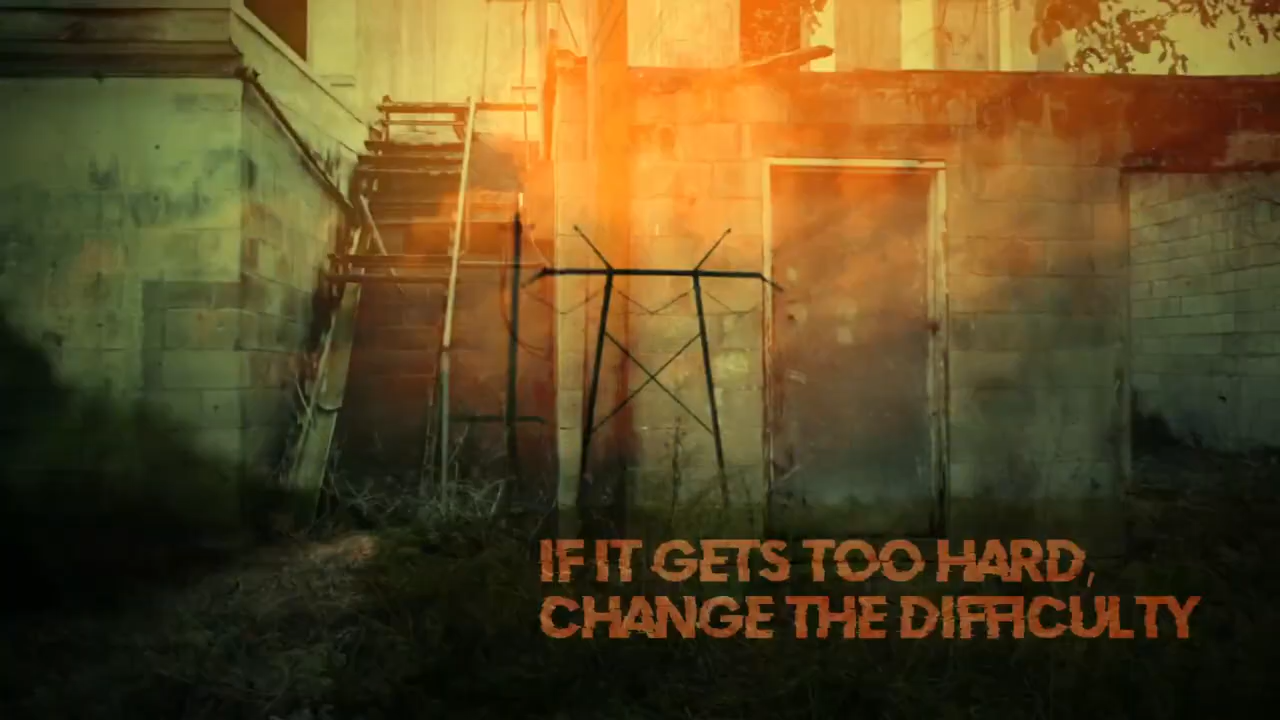 IF IT GETS TOO HARD,
CHANGE THE DIFFICULTY